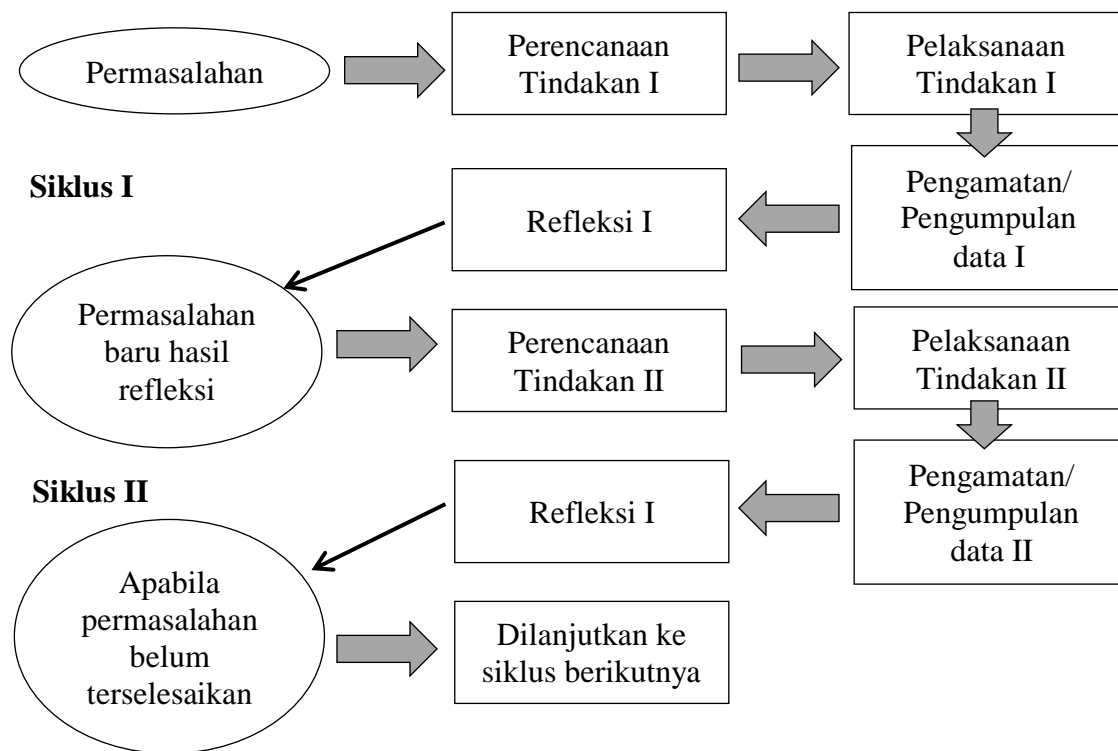 Permasalahan
Perencanaan
Tindakan I
Pelaksanaan
Tindakan I
Siklus I
Refleksi I
Pengamatan/
Pengumpulan
data I
Permasalahan
baru hasil
refleksi
Perencanaan
Tindakan II
Pelaksanaan
Tindakan II
Siklus II
Refleksi I
Pengamatan/
Pengumpulan
data II
Apabila
permasalahan
belum
terselesaikan
Dilanjutkan ke
siklus berikutnya